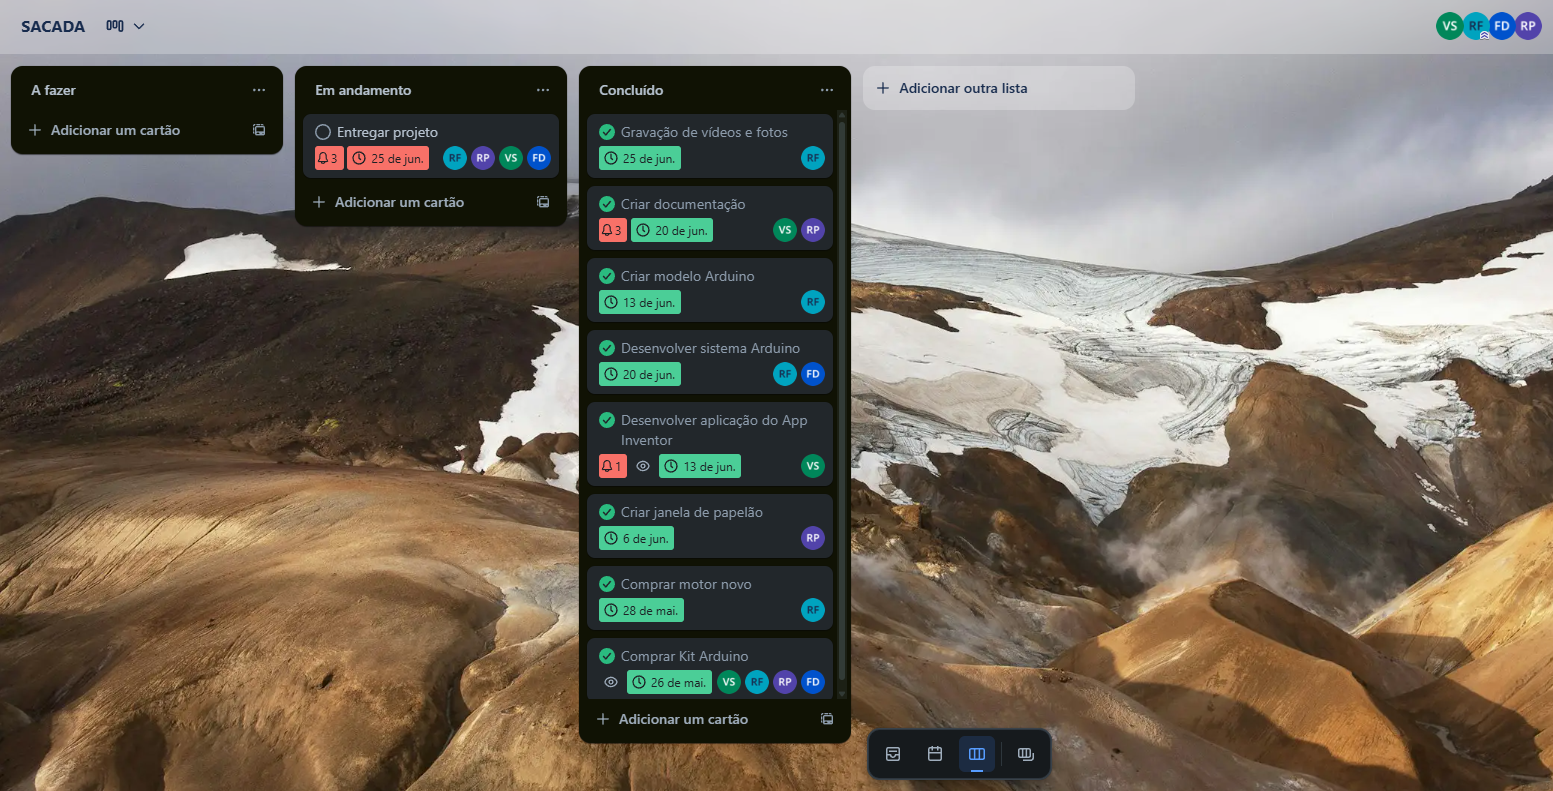 SACADA
VS RF FD RP
A fazer
Adicionar um cartão
Em andamento
Entregar projeto
3 25 de jun. RF RP VS FD
Adicionar um cartão
Concluído
Gravação de vídeos e fotos
25 de jun. RF
Criar documentação
3 20 de jun. VS RP
Criar modelo Arduino
13 de jun. RF
Desenvolver sistema Arduino
20 de jun. RF FD
Desenvolver aplicação do App
Inventor
1 13 de jun. VS
Criar janela de papelão
6 de jun. RP
Comprar motor novo
28 de mai. RF
Comprar Kit Arduino
26 de mai. VS RF RP FD
Adicionar um cartão
Adicionar outra lista